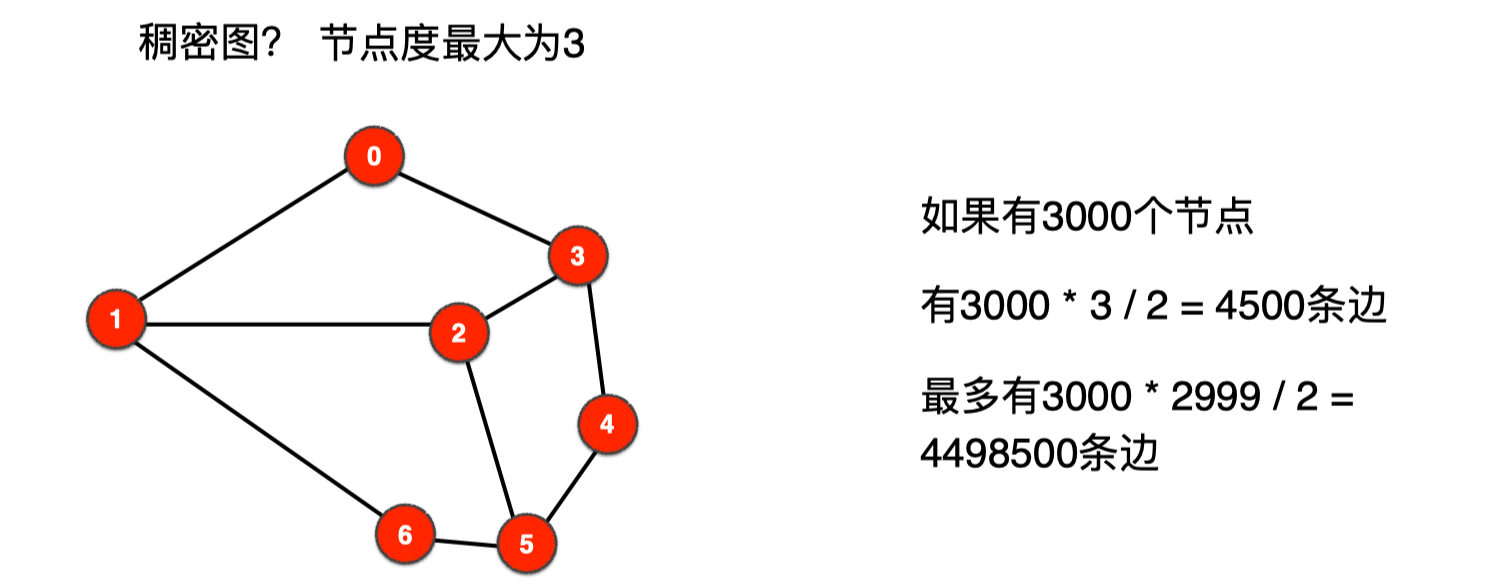 稠密图? 节点度最大为3
0
3
1
2
4
6
5
如果有3000个节点
有3000 * 3 / 2 = 4500条边
最多有3000 * 2999 / 2 =
4498500条边